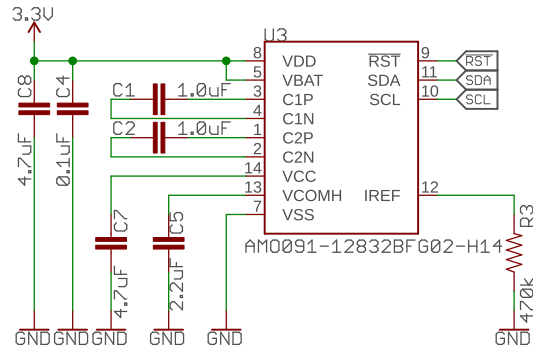 3.3V
U3
8 VDD RST 9 RST
5 VBAT SDA 11 SDA
C1 1.0uF 3 C1P SCL 10 SCL
4 C1N
C2 1.0uF 1 C2P
2 C2N
14 VCC
13 VCOMH IREF 12
7 VSS
C8
4.7uF
C4
0.1uF
C7
4.7uF
C5
2.2uF
R3
470k
AMO091-12832BFG02-H14
GND GND GND GND GND GND